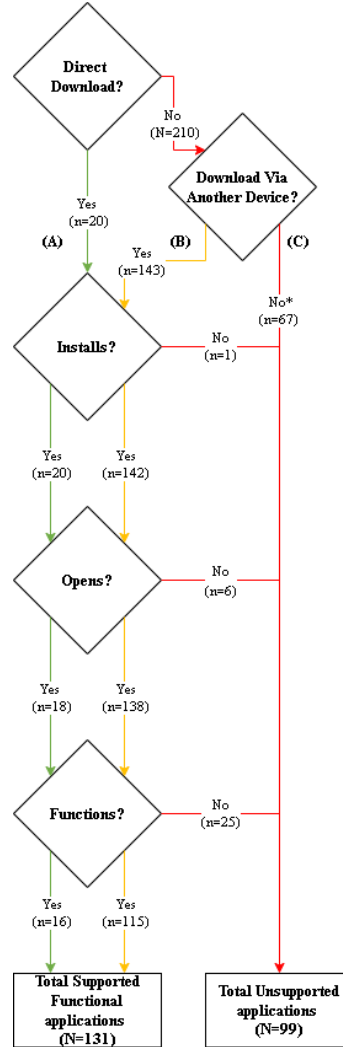 Direct
Download?
No
(N=210)
Download Via
Another Device?
Yes
(n=20)
(A)
(B)
(C)
Yes
(n=143)
No*
(n=67)
Installs?
No
(n=1)
Yes
(n=20)
Yes
(n=142)
Opens?
No
(n=6)
Yes
(n=18)
Yes
(n=138)
Functions?
No
(n=25)
Yes
(n=16)
Yes
(n=115)
Total Supported
Functional
applications
(N=131)
Total Unsupported
applications
(N=99)